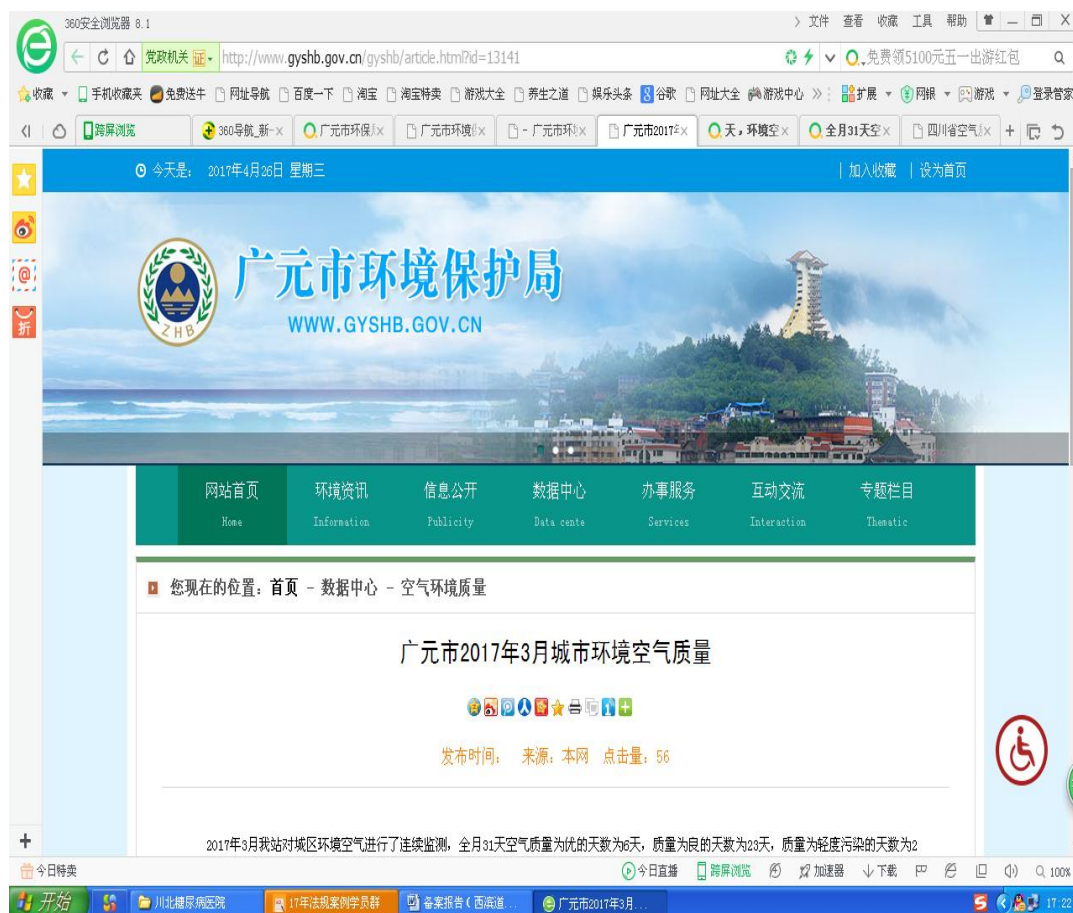 360安全浏览器 8.1
文件 查看 收藏 工具 帮助
党政机关 证 http://www.gyshb.gov.cn/gyshb/article.html?id=13141
免费领5100元五一出游红包
收藏 手机收藏夹 免费送牛 网址导航 百度一下 淘宝 淘宝特卖 游戏大全 养生之道 娱乐头条 谷歌 网址大全 游戏中心 扩展 网银 游戏 登录管家
跨屏浏览 360导航_新 广元市环保 广元市环境 - 广元市环 广元市2017 天，环境空 全月31天空 四川省空气
今天是： 2017年4月26日 星期三
加入收藏 设为首页
折
广元市环境保护局
WWW.GYSHB.GOV.CN
ZHB
网站首页 环境资讯 信息公开 数据中心 办事服务 互动交流 专题栏目
Home Information Publicity Data cente Services Interaction Thematic
您现在的位置：首页 - 数据中心 - 空气环境质量
广元市2017年3月城市环境空气质量
发布时间： 来源：本网 点击量：56
2017年3月我站对城区环境空气进行了连续监测，全月31天空气质量为优的天数为6天，质量为良的天数为23天，质量为轻度污染的天数为2
今日特卖
今日直播 跨屏浏览 加速器 下载 100%
开始 川北糖尿病医院 17年法规案例学员群 备案报告（西滨道... 广元市2017年3月... 17:22